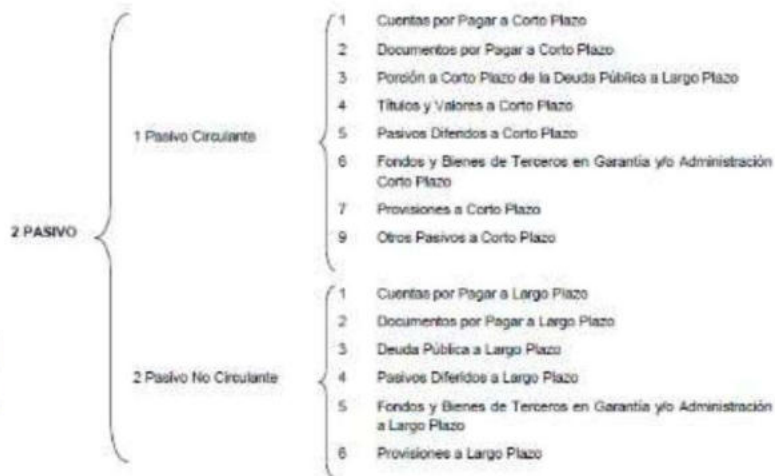 2 PASIVO
1 Pasivo Circulante
1 Cuentas por Pagar a Corto Plazo
2 Documentos por Pagar a Corto Plazo
3 Porción a Corto Plazo de la Deuda Pública a Largo Plazo
4 Títulos y Valores a Corto Plazo
5 Pasivos Diferidos a Corto Plazo
6 Fondos y Bienes de Terceros en Garantía y/o Administración
Corto Plazo
7 Provisiones a Corto Plazo
9 Otros Pasivos a Corto Plazo
2 Pasivo No Circulante
1 Cuentas por Pagar a Largo Plazo
2 Documentos por Pagar a Largo Plazo
3 Deuda Pública a Largo Plazo
4 Pasivos Diferidos a Largo Plazo
5 Fondos y Bienes de Terceros en Garantía y/o Administración
a Largo Plazo
6 Provisiones a Largo Plazo